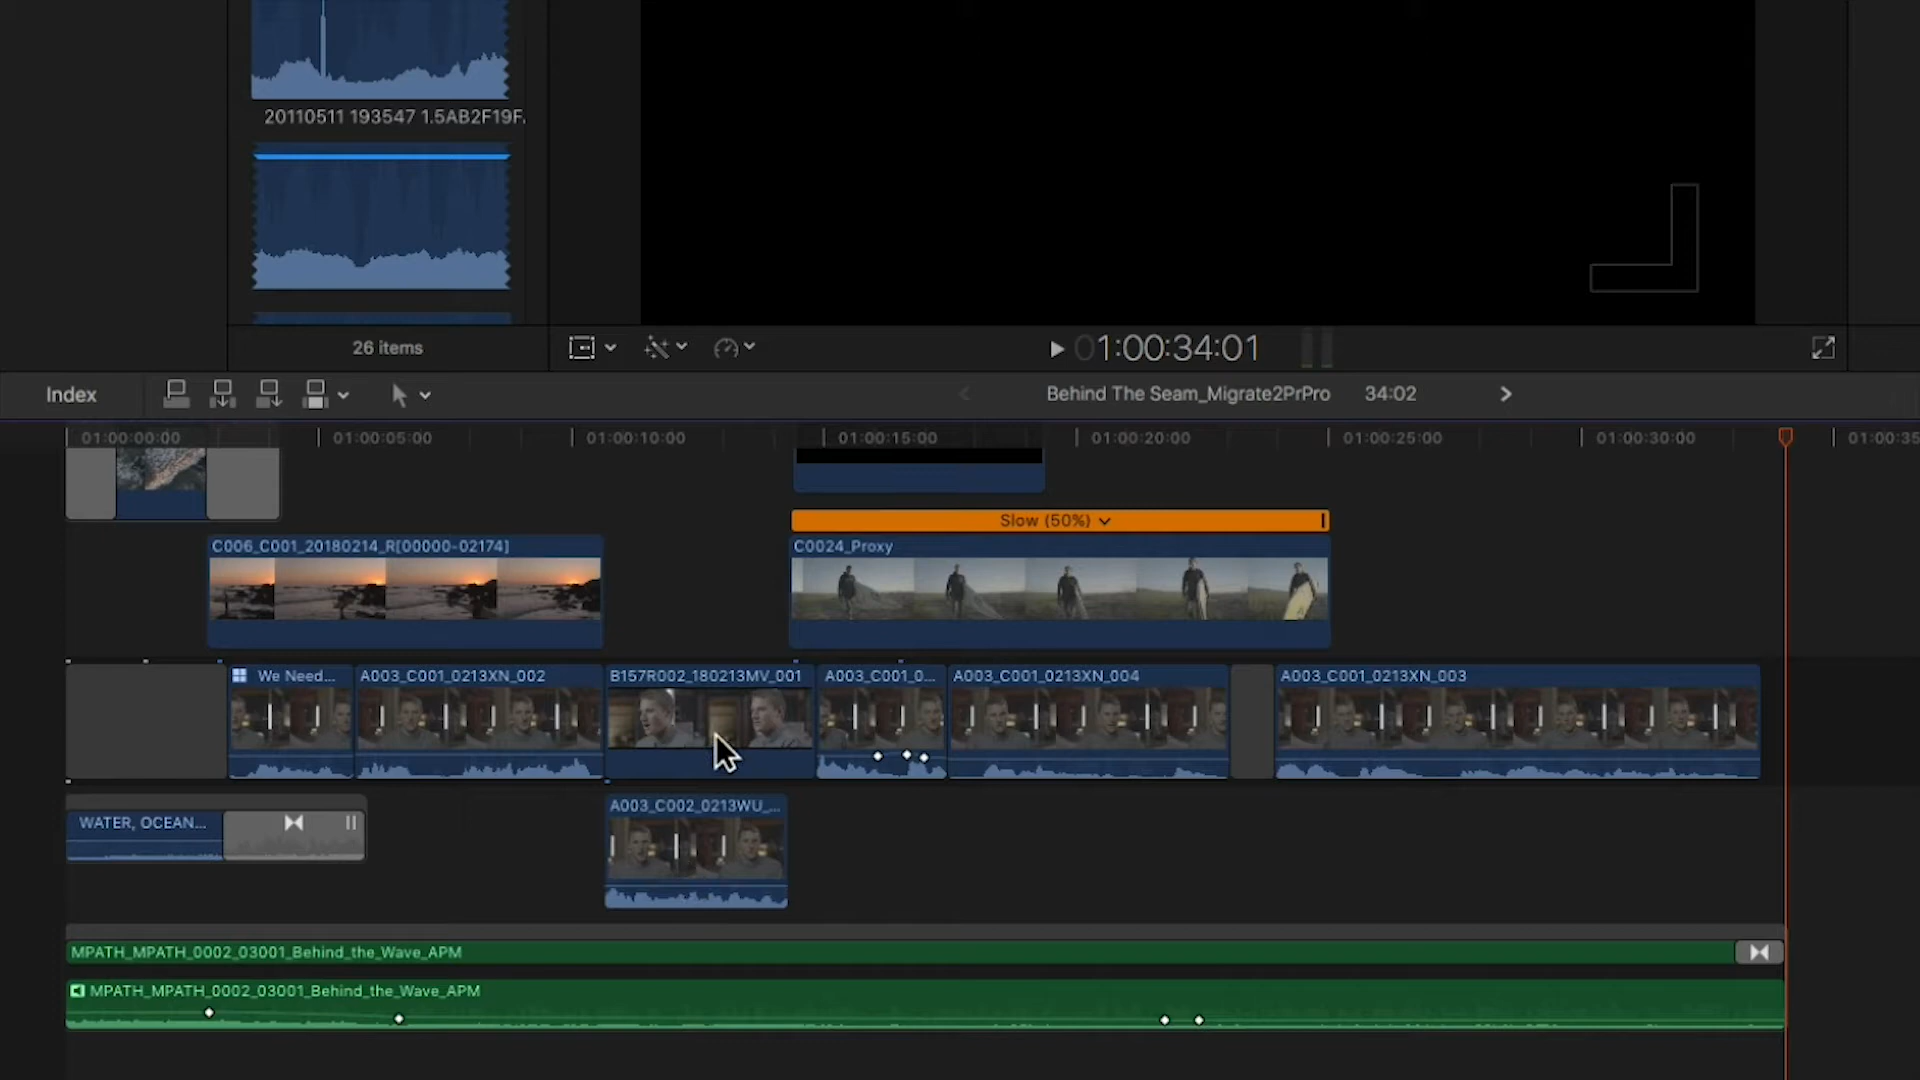 20110511 193547 1.5AB2F19F.
26 items
01:00:34:01
Index
Behind The Seam_Migrate2PrPro 34:02
01:00:00:00 01:00:05:00 01:00:10:00 01:00:15:00 01:00:20:00 01:00:25:00 01:00:30:00 01:00:35
Slow (50%)
C006_C001_20180214_R[00000-02174]
C0024_Proxy
We Need...
A003_C001_0213XN_002
B157R002_180213MV_001
A003_C001_0...
A003_C001_0213XN_004
A003_C001_0213XN_003
A003_C002_0213WU_...
WATER, OCEAN...
MPATH_MPATH_0002_03001_Behind_the_Wave_APM
MPATH_MPATH_0002_03001_Behind_the_Wave_APM